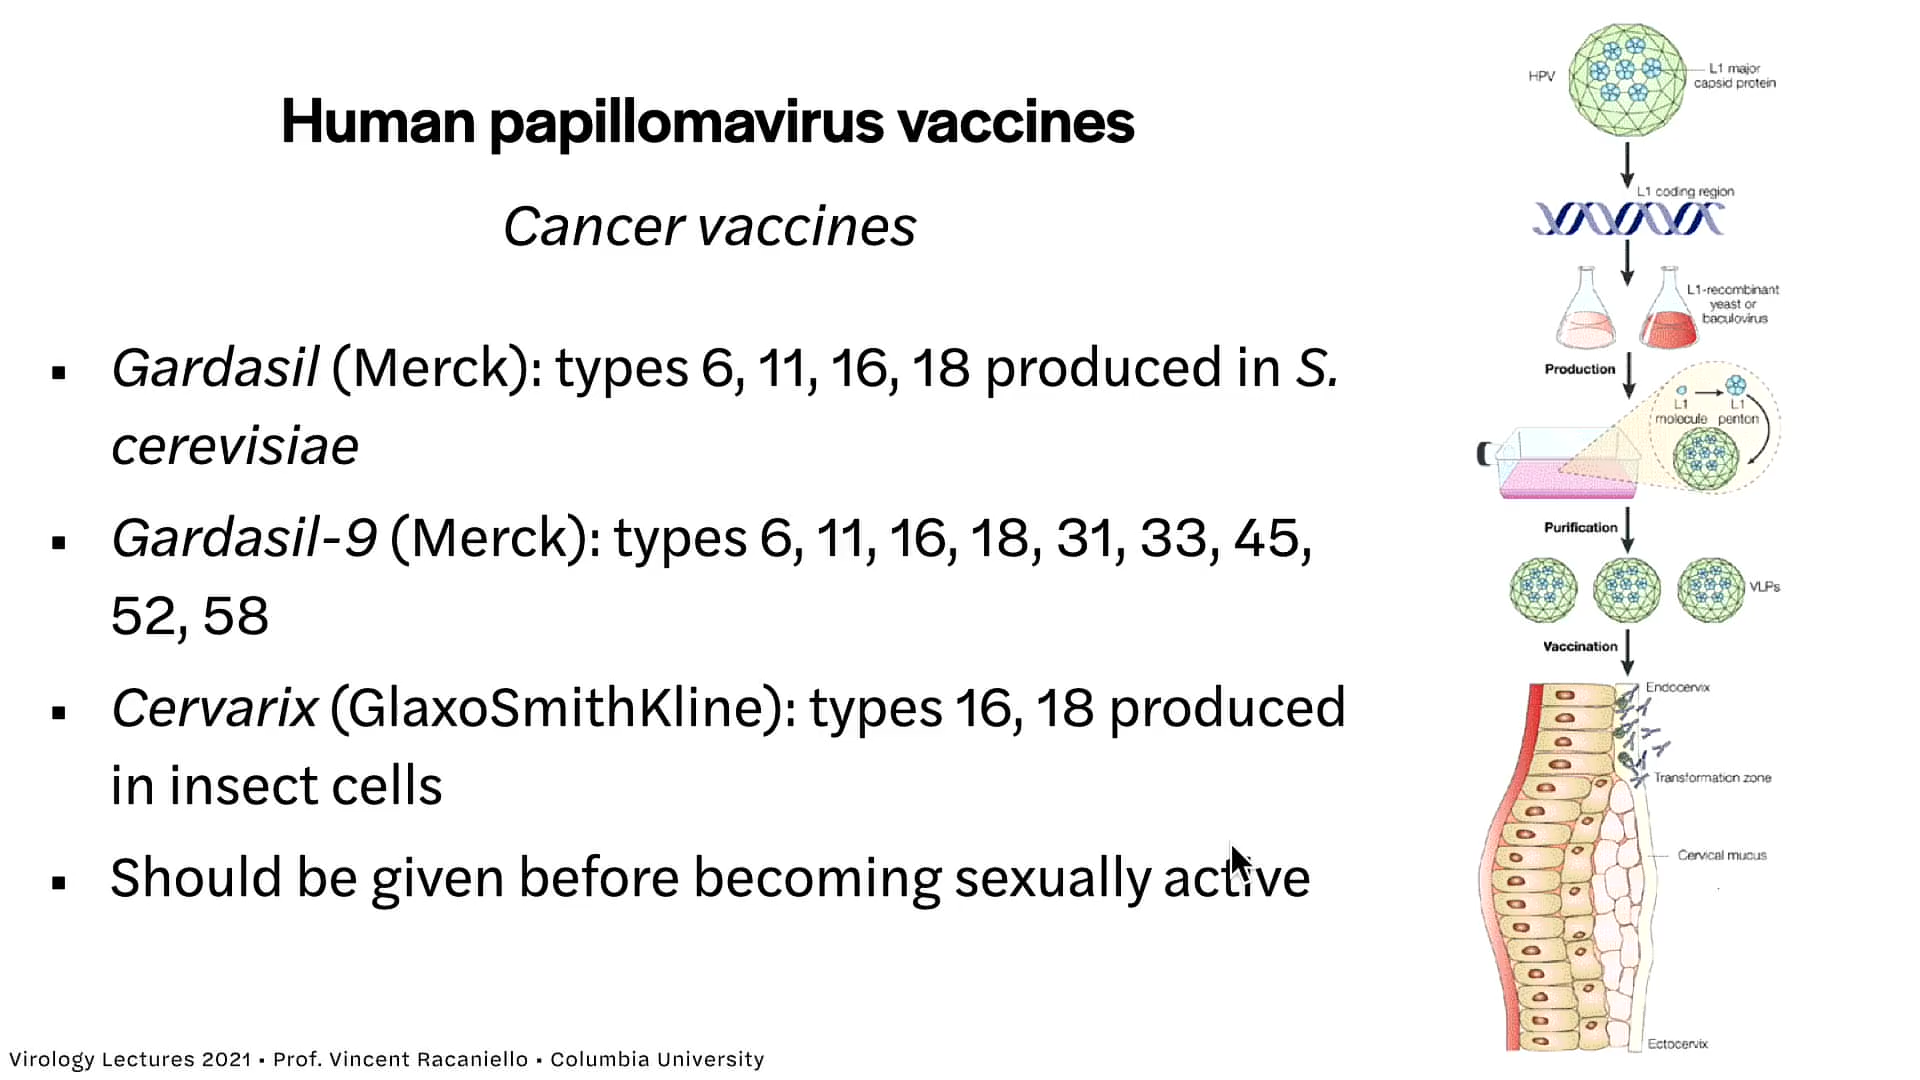 Human papillomavirus vaccines
Cancer vaccines
▪ Gardasil (Merck): types 6, 11, 16, 18 produced in S.
cerevisiae
▪ Gardasil-9 (Merck): types 6, 11, 16, 18, 31, 33, 45,
52, 58
▪ Cervarix (GlaxoSmithKline): types 16, 18 produced
in insect cells
▪ Should be given before becoming sexually active
Virology Lectures 2021 • Prof. Vincent Racaniello • Columbia University
HPV
L1 major
capsid protein
L1 coding region
L1-recombinant
yeast or
baculovirus
Production
L1
molecule
L1
penton
Purification
VLPs
Vaccination
Endocervix
Transformation zone
Cervical mucus
Ectocervix